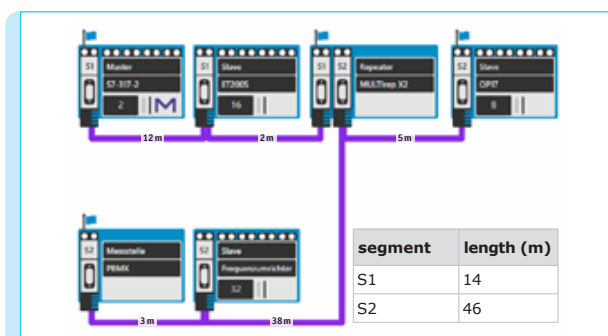 S1
Master
S7-317-2
2
M
S1
Slave
ET200S
16
S1
S2
Repeater
MULTIrep X2
S2
Slave
OP17
8
12 m
2 m
5 m
S2
Messstelle
PBMX
S2
Slave
Frequenzumrichter
32
3 m
38 m
segment length (m)
S1 14
S2 46